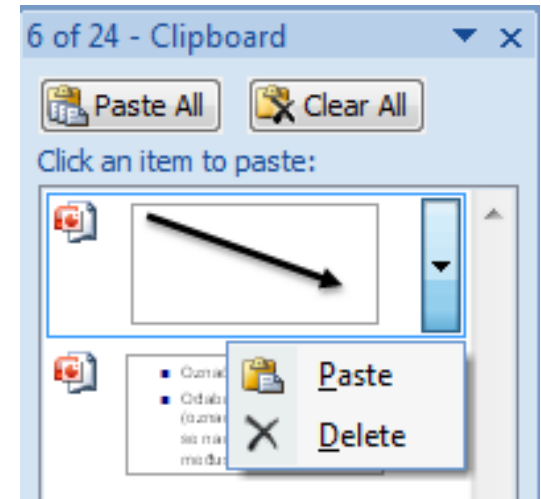 6 of 24 - Clipboard
Paste All
Clear All
Click an item to paste:
Paste
Delete